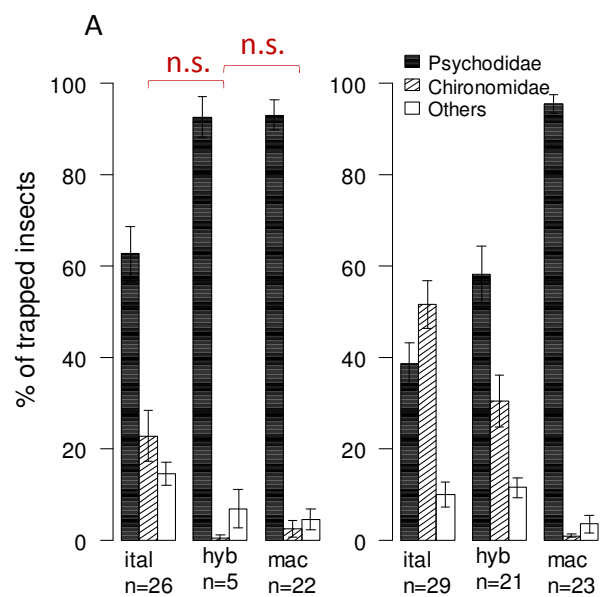 A
n.s.
n.s.
Psychodidae
Chironomidae
Others
% of trapped insects
100
80
60
40
20
0
ital
n=26
hyb
n=5
mac
n=22
100
80
60
40
20
0
ital
n=29
hyb
n=21
mac
n=23